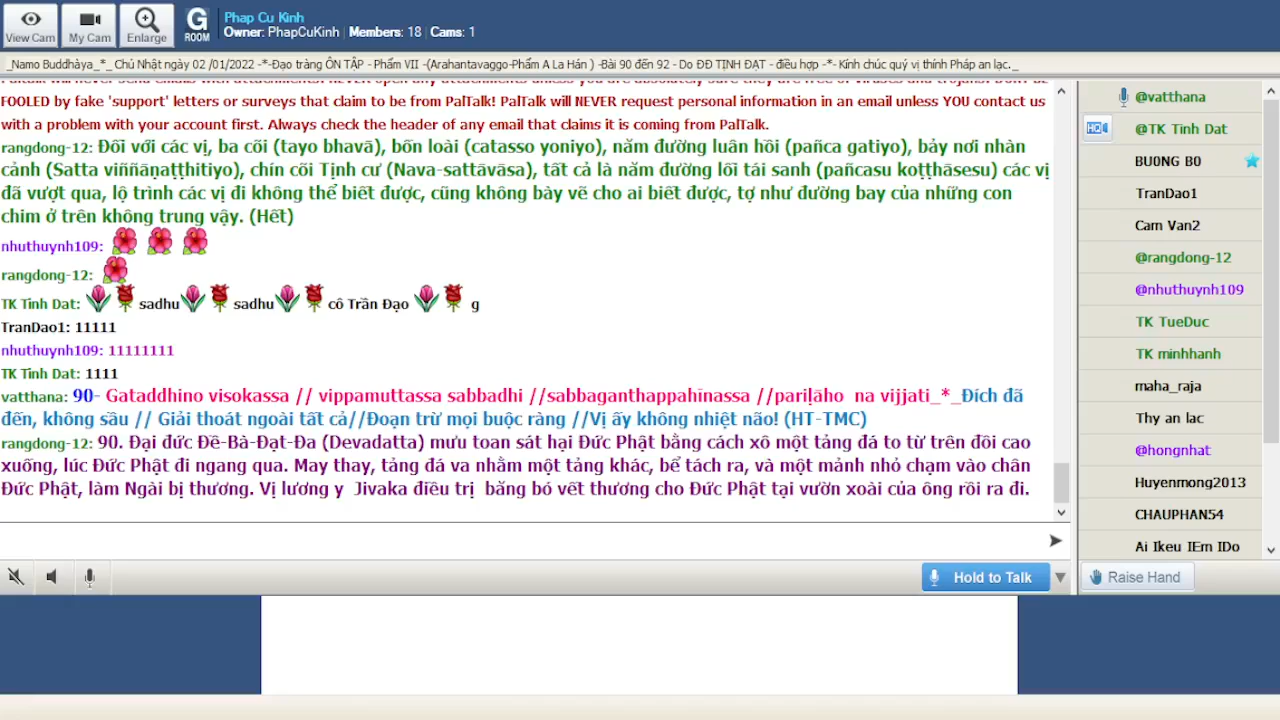 View Cam
My Cam
Enlarge
G
ROOM
Phap Cu Kinh
Owner: PhapCuKinh | Members: 18 | Cams: 1
_Namo Buddhàya_*_ Chủ Nhật ngày 02 /01/2022 -*-Đạo tràng ÔN TẬP - Phẩm VII -(Arahantavaggo-Phẩm A La Hán ) -Bài 90 đến 92 - Do ĐĐ TỊNH ĐẠT - điều hợp -*- Kính chúc quý vị thính Pháp an lạc._
FOOLED by fake 'support' letters or surveys that claim to be from PalTalk! PalTalk will NEVER request personal information in an email unless YOU contact us
with a problem with your account first. Always check the header of any email that claims it is coming from PalTalk.
rangdong-12: Đối với các vị, ba cõi (tayo bhavā), bốn loài (catasso yoniyo), năm đường luân hồi (pañca gatiyo), bảy nơi nhàn
cảnh (Satta viññāṇaṭṭhitiyo), chín cõi Tịnh cư (Nava-sattāvāsa), tất cả là năm đường lối tái sanh (pañcasu koṭṭhāsesu) các vị
đã vượt qua, lộ trình các vị đi không thể biết được, cũng không bày vẽ cho ai biết được, tợ như đường bay của những con
chim ở trên không trung vậy. (Hết)
nhuthuynh109:
rangdong-12:
TK Tinh Dat: sadhu sadhu cô Trần Đạo g
TranDao1: 11111
nhuthuynh109: 11111111
TK Tinh Dat: 1111
vatthana: 90- Gataddhino visokassa // vippamuttassa sabbadhi //sabbaganthappahīnassa //pariḷāho na vijjati_*_Đích đã
đến, không sầu // Giải thoát ngoài tất cả//Đoạn trừ mọi buộc ràng //Vị ấy không nhiệt não! (HT-TMC)
rangdong-12: 90. Đại đức Đề-Bà-Đạt-Đa (Devadatta) mưu toan sát hại Đức Phật bằng cách xô một tảng đá to từ trên đồi cao
xuống, lúc Đức Phật đi ngang qua. May thay, tảng đá va nhằm một tảng khác, bể tách ra, và một mảnh nhỏ chạm vào chân
Đức Phật, làm Ngài bị thương. Vị lương y Jivaka điều trị băng bó vết thương cho Đức Phật tại vườn xoài của ông rồi ra đi.
Hold to Talk
@vatthana
HQ
@TK Tinh Dat
BU0NG B0
TranDao1
Cam Van2
@rangdong-12
@nhuthuynh109
TK TueDuc
TK minhhanh
maha_raja
Thy an lac
@hongnhat
Huyenmong2013
CHAUPHAN54
Ai Ikeu IEm IDo
Raise Hand